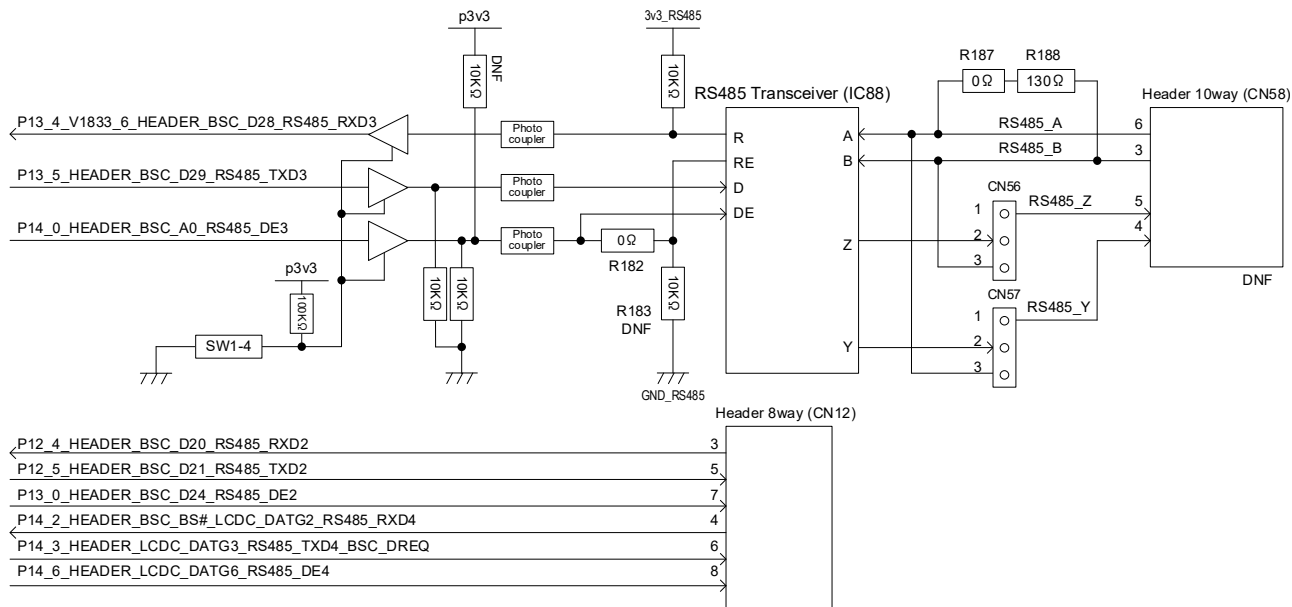 p3v3
3v3_RS485
DNF
10KΩ
10KΩ
R187
R188
0Ω
130Ω
RS485 Transceiver (IC88)
Header 10way (CN58)
P13_4_V1833_6_HEADER_BSC_D28_RS485_RXD3
Photo
coupler
R
A
RS485_A
6
RE
B
RS485_B
3
P13_5_HEADER_BSC_D29_RS485_TXD3
Photo
coupler
D
CN56
DE
1
RS485_Z
5
P14_0_HEADER_BSC_A0_RS485_DE3
Photo
coupler
0Ω
R182
Z
2
4
3
p3v3
100KΩ
10KΩ
10KΩ
R183
DNF
10KΩ
CN57
DNF
1
RS485_Y
SW1-4
Y
2
3
GND_RS485
Header 8way (CN12)
P12_4_HEADER_BSC_D20_RS485_RXD2
3
P12_5_HEADER_BSC_D21_RS485_TXD2
5
P13_0_HEADER_BSC_D24_RS485_DE2
7
P14_2_HEADER_BSC_BS#_LCDC_DATG2_RS485_RXD4
4
P14_3_HEADER_LCDC_DATG3_RS485_TXD4_BSC_DREQ
6
P14_6_HEADER_LCDC_DATG6_RS485_DE4
8